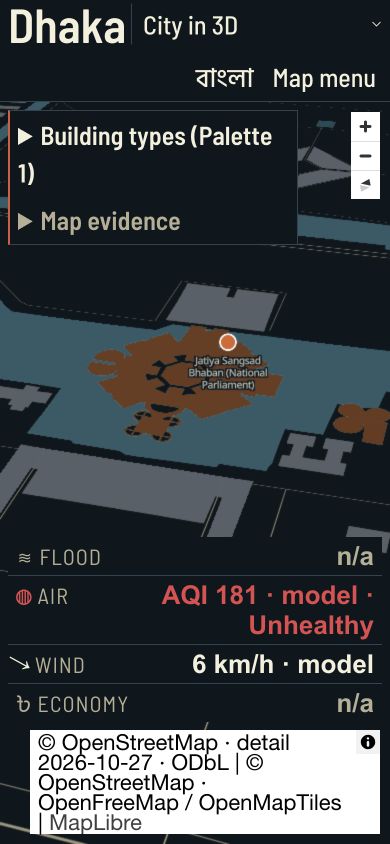 Dhaka City in 3D
বাংলা Map menu
▶ Building types (Palette
1)
▶ Map evidence
+
−
Jatiya Sangsad
Bhaban (National
Parliament)
≋ FLOOD n/a
AIR AQI 181 · model ·
Unhealthy
WIND 6 km/h · model
৳ ECONOMY n/a
© OpenStreetMap · detail
2026-10-27 · ODbL | ©
OpenStreetMap ·
OpenFreeMap / OpenMapTiles
| MapLibre